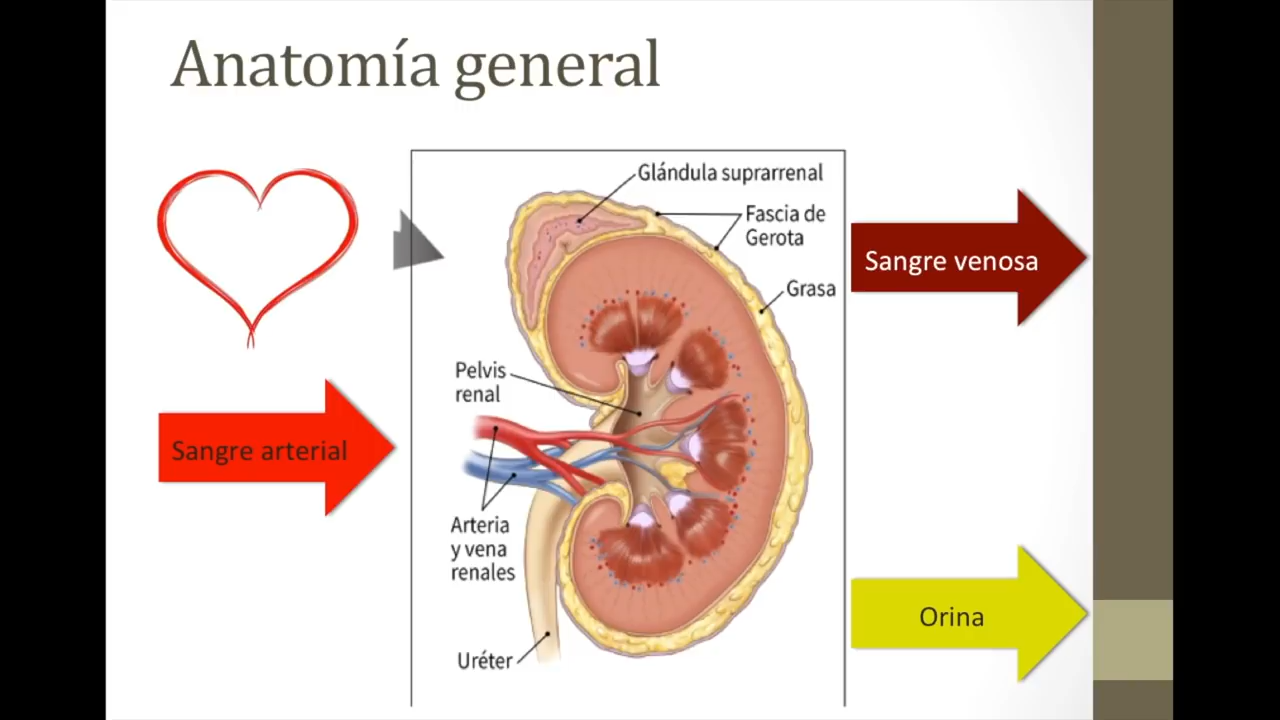 Anatomía general
Glándula suprarrenal
Fascia de
Gerota
Grasa
Sangre venosa
Pelvis
renal
Sangre arterial
Arteria
y vena
renales
Orina
Uréter